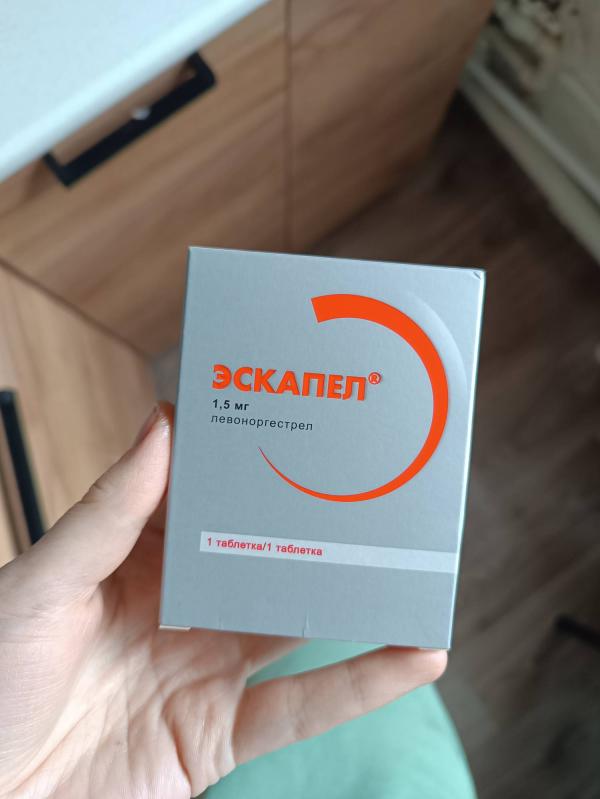 ЭСКАПЕЛ®
1,5 мг
левоноргестрел
1 таблетка/1 таблетка